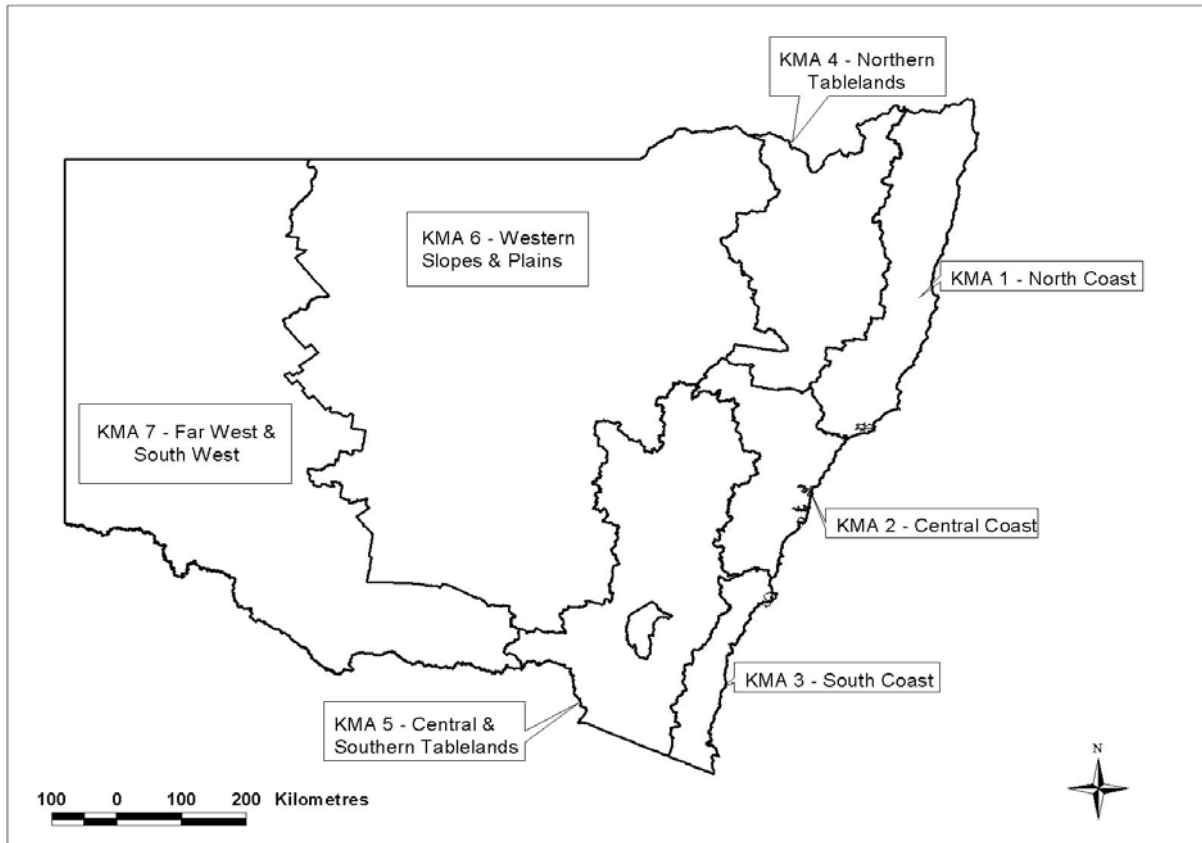 KMA 4 - Northern
Tablelands
KMA 6 - Western
Slopes & Plains
KMA 1 - North Coast
KMA 7 - Far West &
South West
KMA 2 - Central Coast
KMA 3 - South Coast
KMA 5 - Central &
Southern Tablelands
N
100 0 100 200 Kilometres